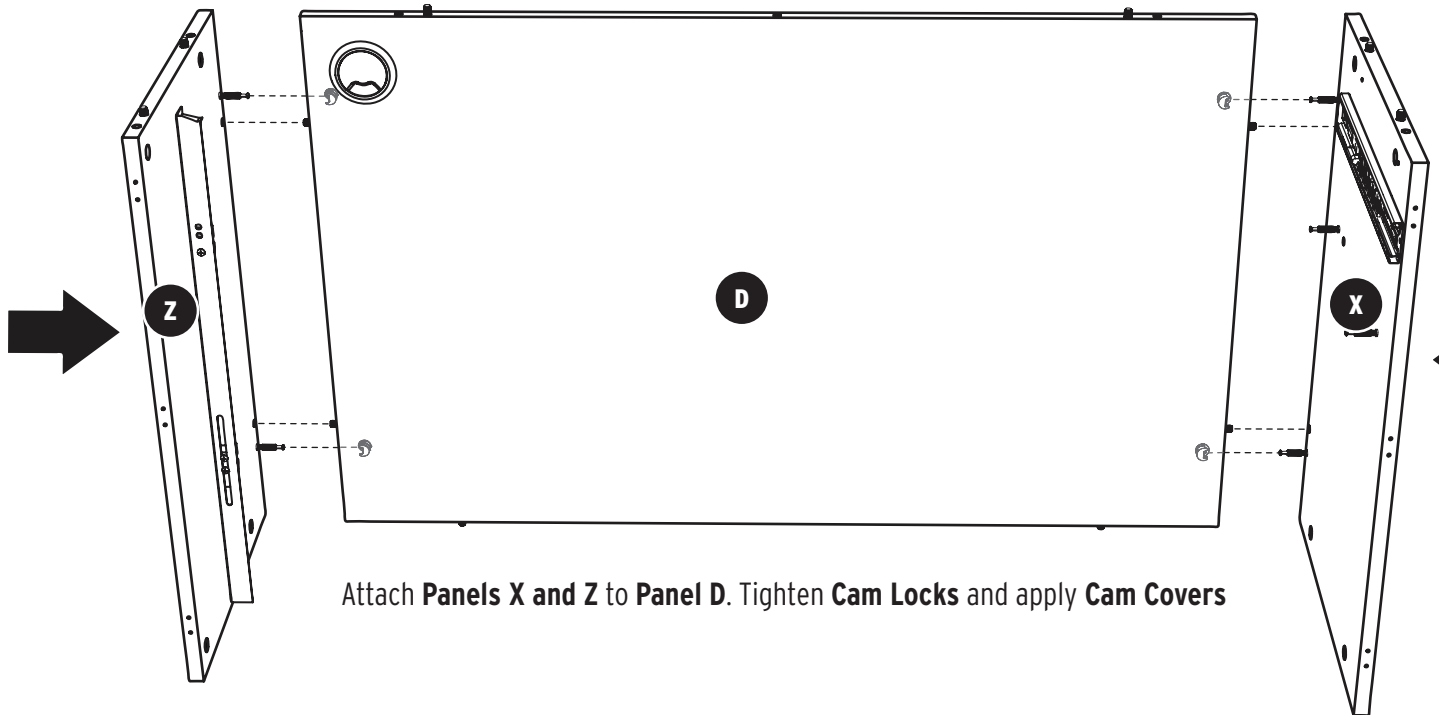 Z
D
X
Attach Panels X and Z to Panel D. Tighten Cam Locks and apply Cam Covers